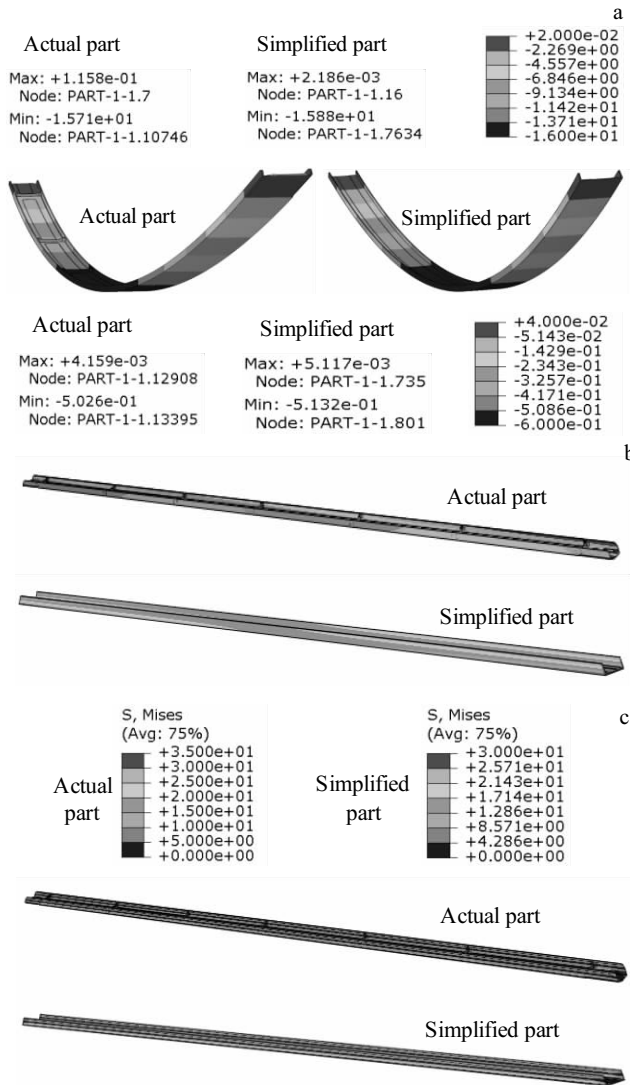 a
Actual part
Max: +1.158e-01
Node: PART-1-1.7
Min: -1.571e+01
Node: PART-1-1.10746
Simplified part
Max: +2.186e-03
Node: PART-1-1.16
Min: -1.588e+01
Node: PART-1-1.7634
+2.000e-02
-2.269e+00
-4.557e+00
-6.846e+00
-9.134e+00
-1.142e+01
-1.371e+01
-1.600e+01
Actual part
Simplified part
Actual part
Max: +4.159e-03
Node: PART-1-1.12908
Min: -5.026e-01
Node: PART-1-1.13395
Simplified part
Max: +5.117e-03
Node: PART-1-1.735
Min: -5.132e-01
Node: PART-1-1.801
+4.000e-02
-5.143e-02
-1.429e-01
-2.343e-01
-3.257e-01
-4.171e-01
-5.086e-01
-6.000e-01
b
Actual part
Simplified part
c
Actual
part
S, Mises
(Avg: 75%)
+3.500e+01
+3.000e+01
+2.500e+01
+2.000e+01
+1.500e+01
+1.000e+01
+5.000e+00
+0.000e+00
Simplified
part
S, Mises
(Avg: 75%)
+3.000e+01
+2.571e+01
+2.143e+01
+1.714e+01
+1.286e+01
+8.571e+00
+4.286e+00
+0.000e+00
Actual part
Simplified part